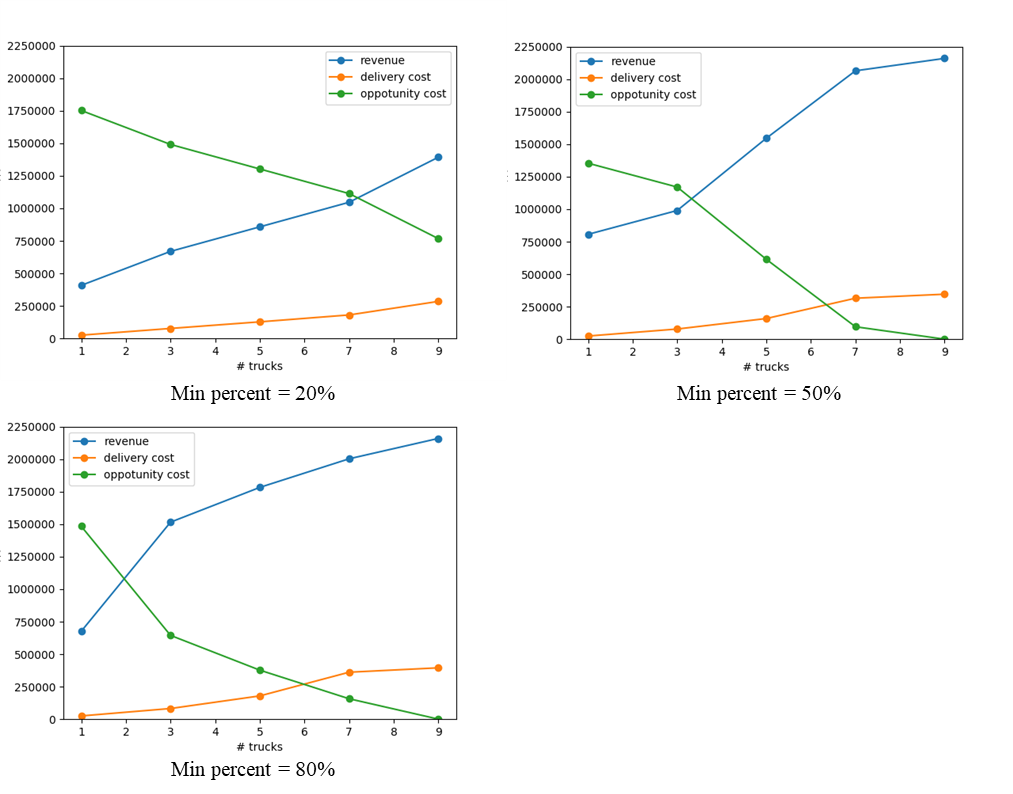 2250000
2000000
1750000
1500000
1250000
1000000
750000
500000
250000
0
revenue
delivery cost
oppotunity cost
1 2 3 4 5 6 7 8 9
# trucks
Min percent = 20%
2250000
2000000
1750000
1500000
1250000
1000000
750000
500000
250000
0
revenue
delivery cost
oppotunity cost
1 2 3 4 5 6 7 8 9
# trucks
Min percent = 50%
2250000
2000000
1750000
1500000
1250000
1000000
750000
500000
250000
0
revenue
delivery cost
oppotunity cost
1 2 3 4 5 6 7 8 9
# trucks
Min percent = 80%